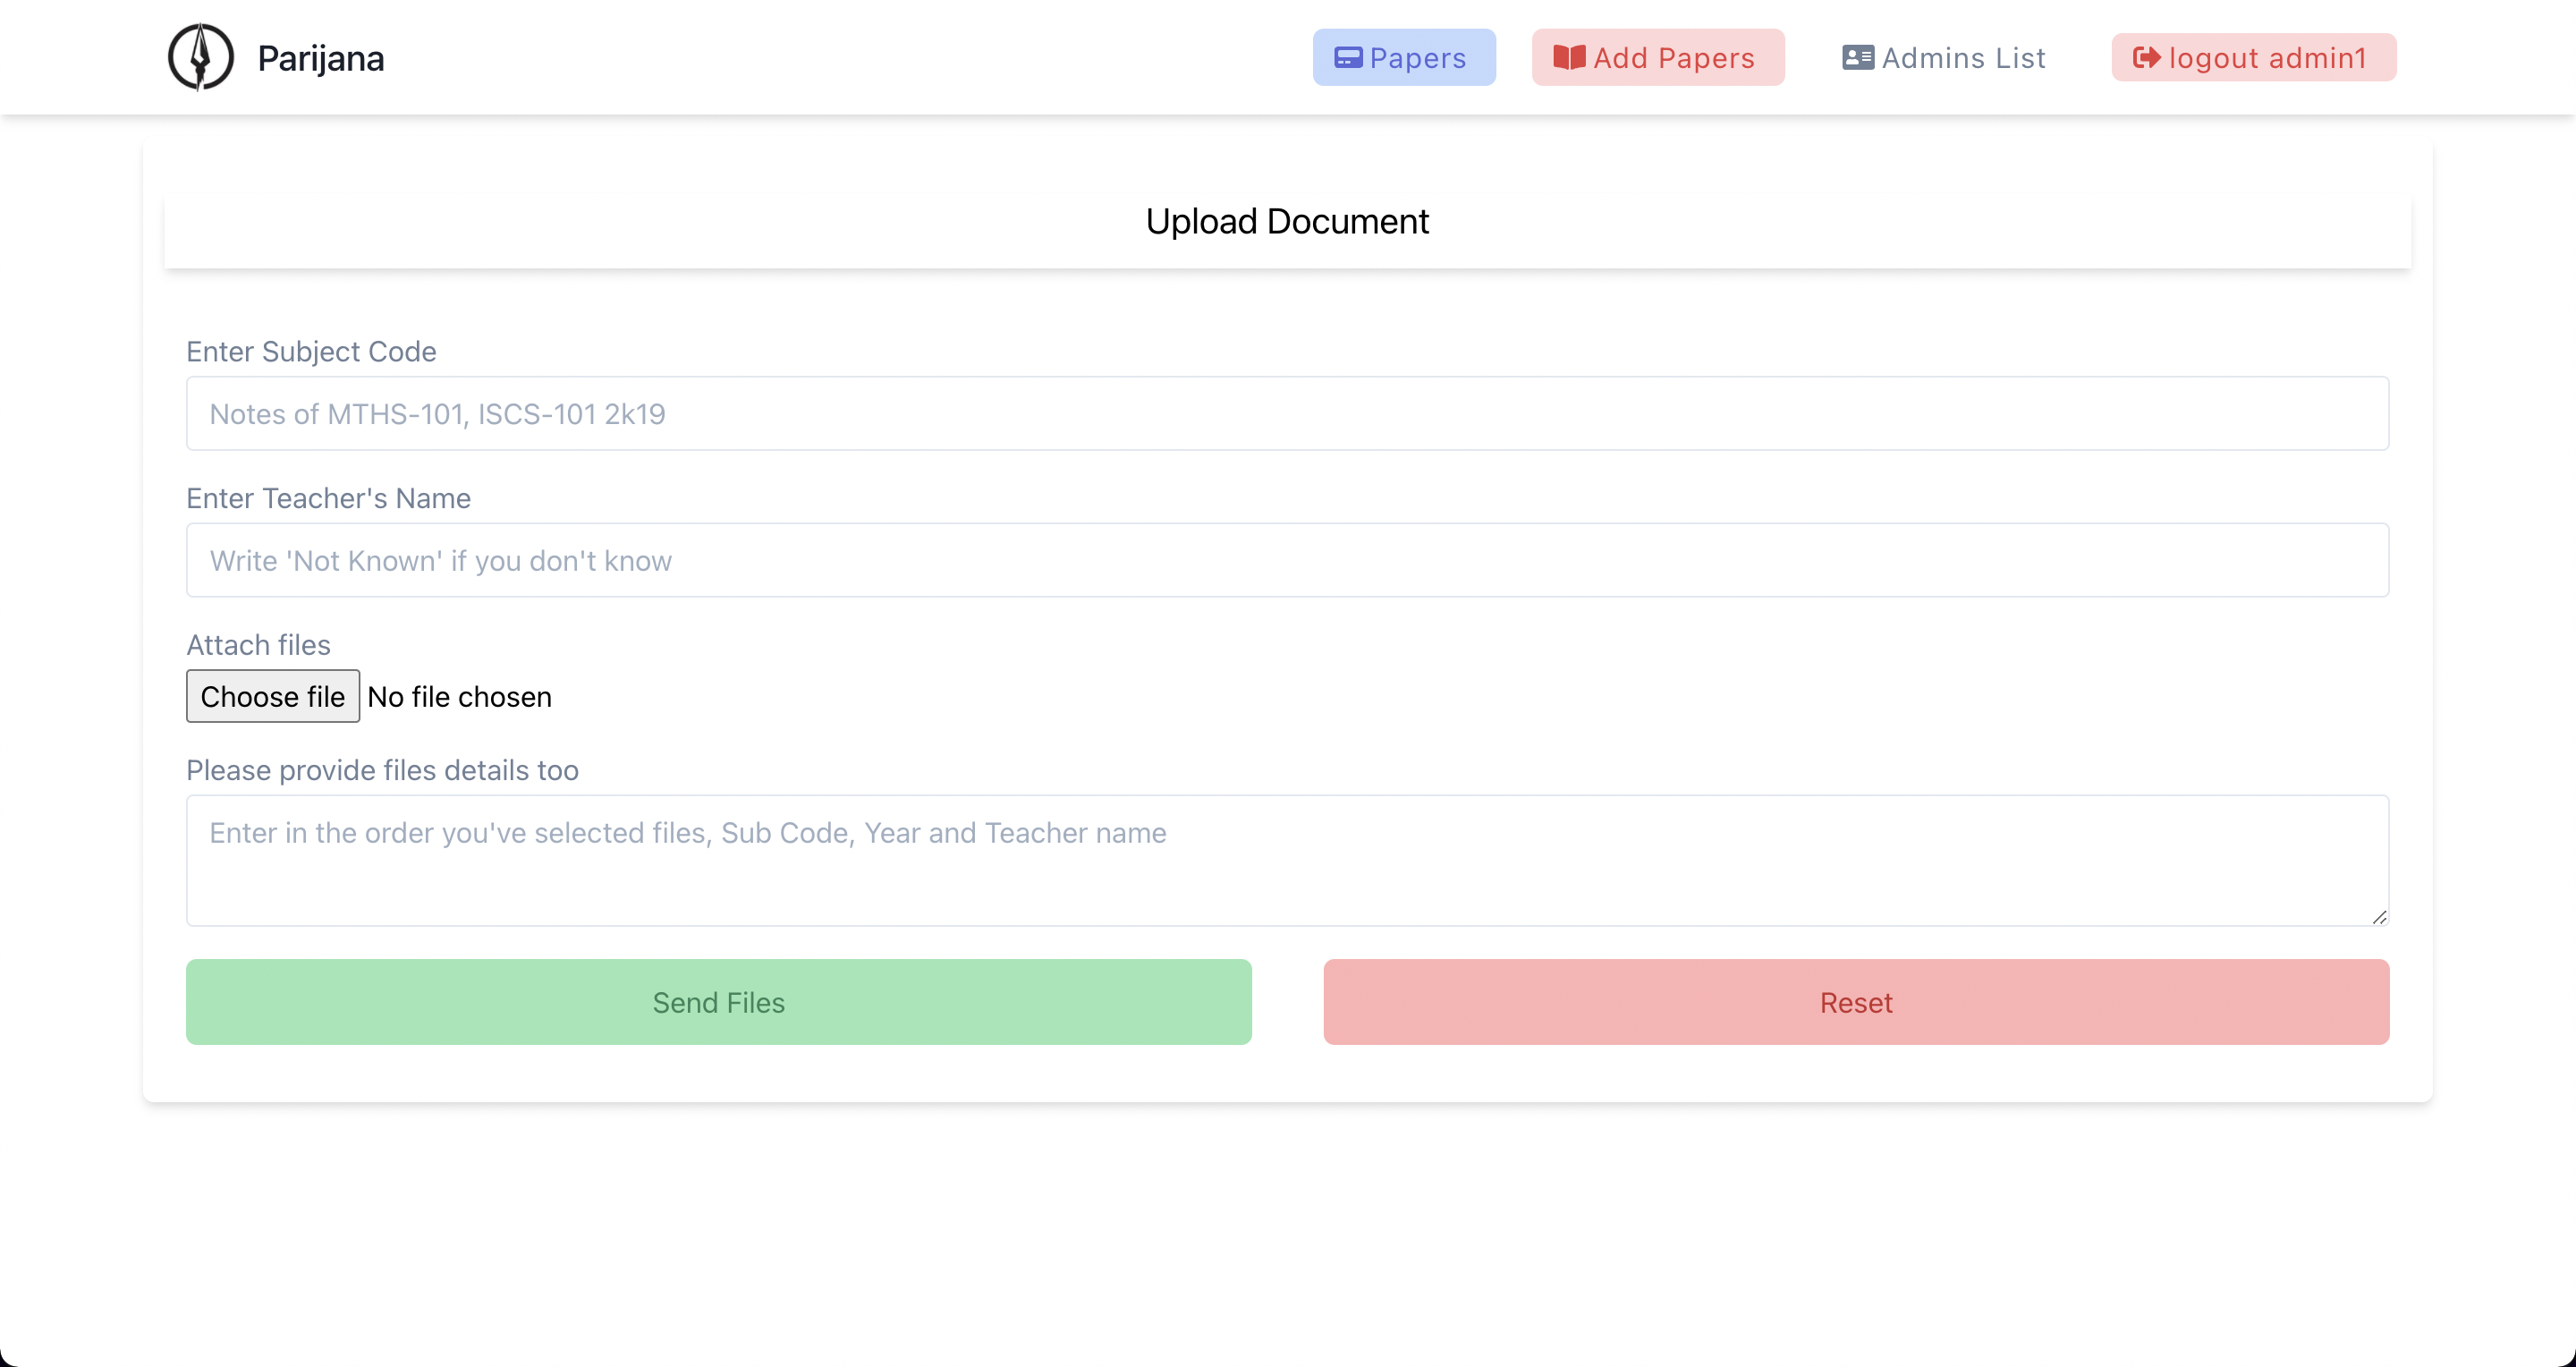 Parijana Papers Add Papers Admins List logout admin1
Upload Document
Enter Subject Code
Notes of MTHS-101, ISCS-101 2k19
Enter Teacher's Name
Write 'Not Known' if you don't know
Attach files
Choose file No file chosen
Please provide files details too
Enter in the order you've selected files, Sub Code, Year and Teacher name
Send Files Reset